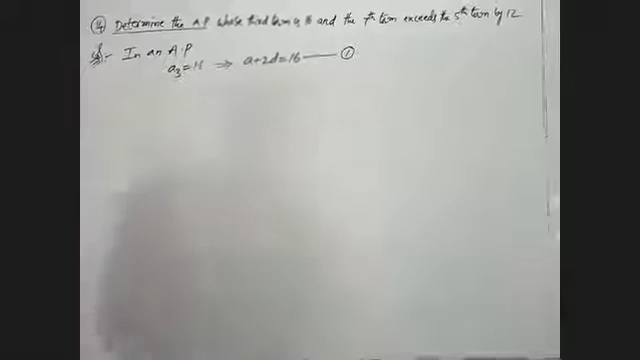 (14) Determine the A.P whose third term is 16 and the 7th term exceeds the 5th term by 12
Sol:- In an A.P
a3=16 ⇒ a+2d=16 —— (1)